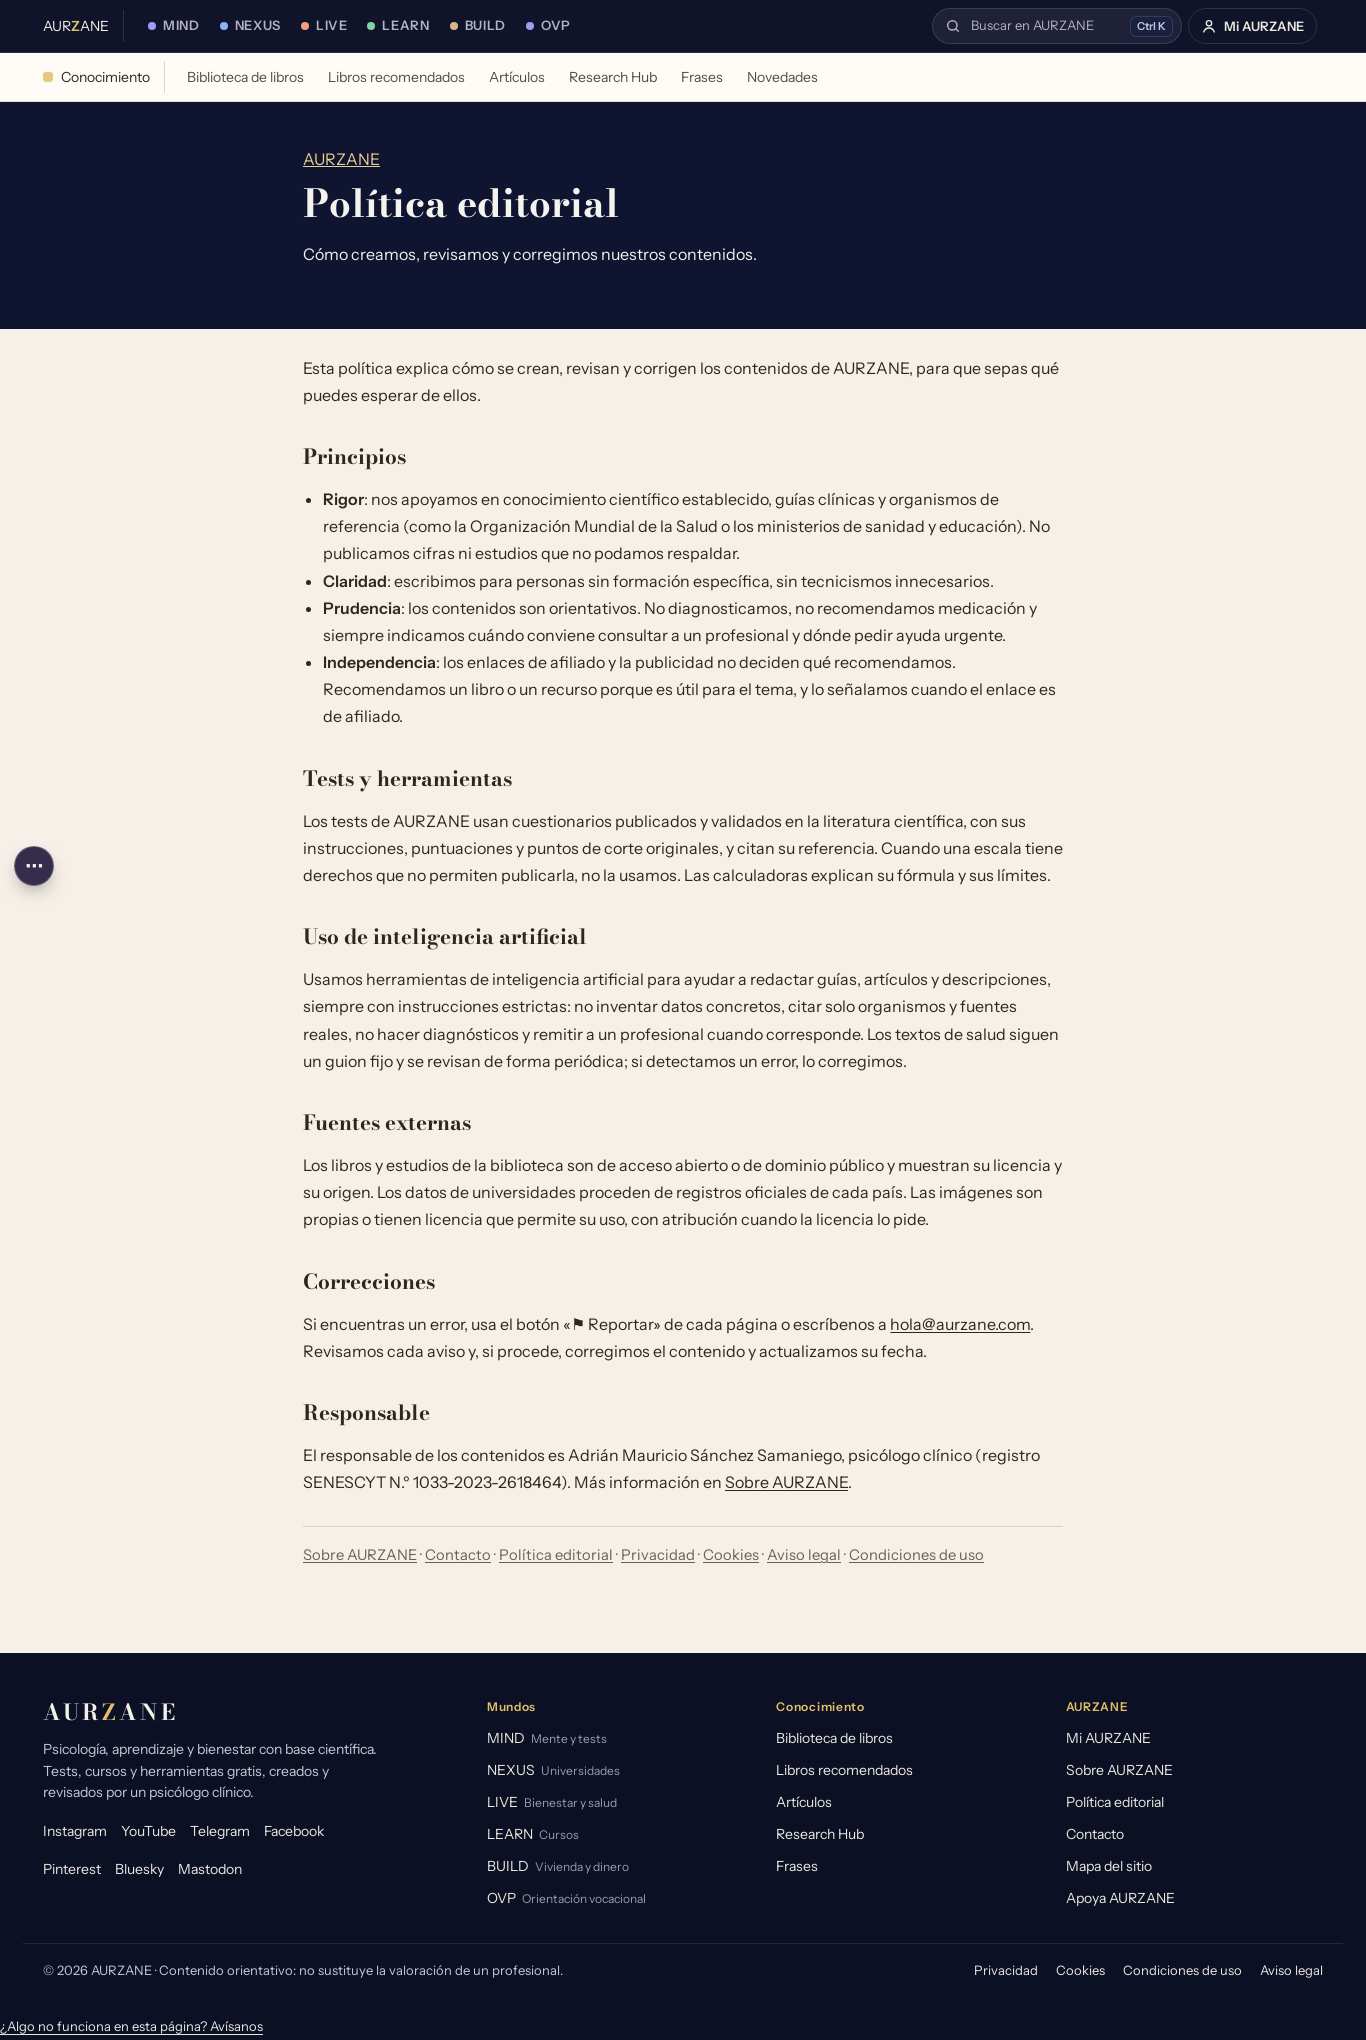 AURZANE
MIND NEXUS LIVE LEARN BUILD OVP
Buscar en AURZANE Ctrl K
Mi AURZANE
Conocimiento Biblioteca de libros Libros recomendados Artículos Research Hub Frases Novedades
AURZANE
Política editorial
Cómo creamos, revisamos y corregimos nuestros contenidos.
Esta política explica cómo se crean, revisan y corrigen los contenidos de AURZANE, para que sepas qué
puedes esperar de ellos.
Principios
• Rigor: nos apoyamos en conocimiento científico establecido, guías clínicas y organismos de
referencia (como la Organización Mundial de la Salud o los ministerios de sanidad y educación). No
publicamos cifras ni estudios que no podamos respaldar.
• Claridad: escribimos para personas sin formación específica, sin tecnicismos innecesarios.
• Prudencia: los contenidos son orientativos. No diagnosticamos, no recomendamos medicación y
siempre indicamos cuándo conviene consultar a un profesional y dónde pedir ayuda urgente.
• Independencia: los enlaces de afiliado y la publicidad no deciden qué recomendamos.
Recomendamos un libro o un recurso porque es útil para el tema, y lo señalamos cuando el enlace es
de afiliado.
Tests y herramientas
Los tests de AURZANE usan cuestionarios publicados y validados en la literatura científica, con sus
instrucciones, puntuaciones y puntos de corte originales, y citan su referencia. Cuando una escala tiene
derechos que no permiten publicarla, no la usamos. Las calculadoras explican su fórmula y sus límites.
Uso de inteligencia artificial
Usamos herramientas de inteligencia artificial para ayudar a redactar guías, artículos y descripciones,
siempre con instrucciones estrictas: no inventar datos concretos, citar solo organismos y fuentes
reales, no hacer diagnósticos y remitir a un profesional cuando corresponde. Los textos de salud siguen
un guion fijo y se revisan de forma periódica; si detectamos un error, lo corregimos.
Fuentes externas
Los libros y estudios de la biblioteca son de acceso abierto o de dominio público y muestran su licencia y
su origen. Los datos de universidades proceden de registros oficiales de cada país. Las imágenes son
propias o tienen licencia que permite su uso, con atribución cuando la licencia lo pide.
Correcciones
Si encuentras un error, usa el botón «⚑ Reportar» de cada página o escríbenos a hola@aurzane.com.
Revisamos cada aviso y, si procede, corregimos el contenido y actualizamos su fecha.
Responsable
El responsable de los contenidos es Adrián Mauricio Sánchez Samaniego, psicólogo clínico (registro
SENESCYT N.º 1033-2023-2618464). Más información en Sobre AURZANE.
Sobre AURZANE · Contacto · Política editorial · Privacidad · Cookies · Aviso legal · Condiciones de uso
AURZANE
Psicología, aprendizaje y bienestar con base científica.
Tests, cursos y herramientas gratis, creados y
revisados por un psicólogo clínico.
Instagram YouTube Telegram Facebook
Pinterest Bluesky Mastodon
Mundos
MIND Mente y tests
NEXUS Universidades
LIVE Bienestar y salud
LEARN Cursos
BUILD Vivienda y dinero
OVP Orientación vocacional
Conocimiento
Biblioteca de libros
Libros recomendados
Artículos
Research Hub
Frases
AURZANE
Mi AURZANE
Sobre AURZANE
Política editorial
Contacto
Mapa del sitio
Apoya AURZANE
© 2026 AURZANE · Contenido orientativo: no sustituye la valoración de un profesional.
Privacidad Cookies Condiciones de uso Aviso legal
¿Algo no funciona en esta página? Avísanos